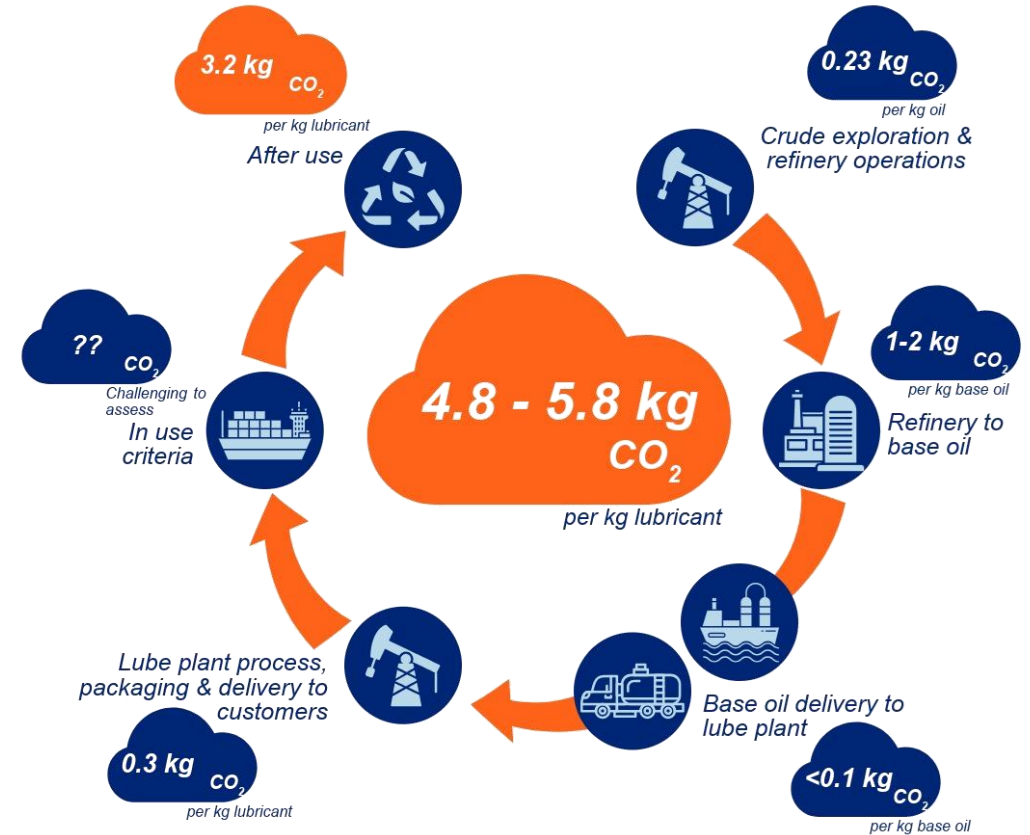 3.2 kg
CO2
per kg lubricant
After use
0.23 kg
CO2
per kg oil
Crude exploration &
refinery operations
??
CO2
Challenging to
assess
In use
criteria
4.8 - 5.8 kg
CO2
per kg lubricant
1-2 kg
CO2
per kg base oil
Refinery to
base oil
Lube plant process,
packaging & delivery to
customers
0.3 kg
CO2
per kg lubricant
Base oil delivery to
lube plant
<0.1 kg
CO2
per kg base oil